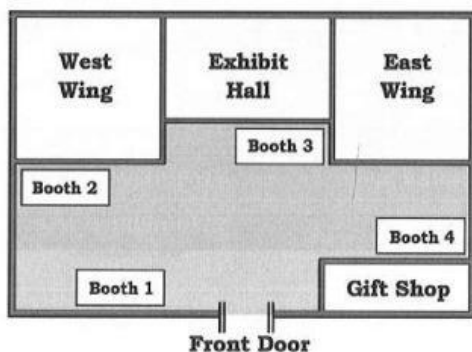 West
Wing
Exhibit
Hall
East
Wing
Booth 3
Booth 2
Booth 4
Booth 1
Gift Shop
Front Door